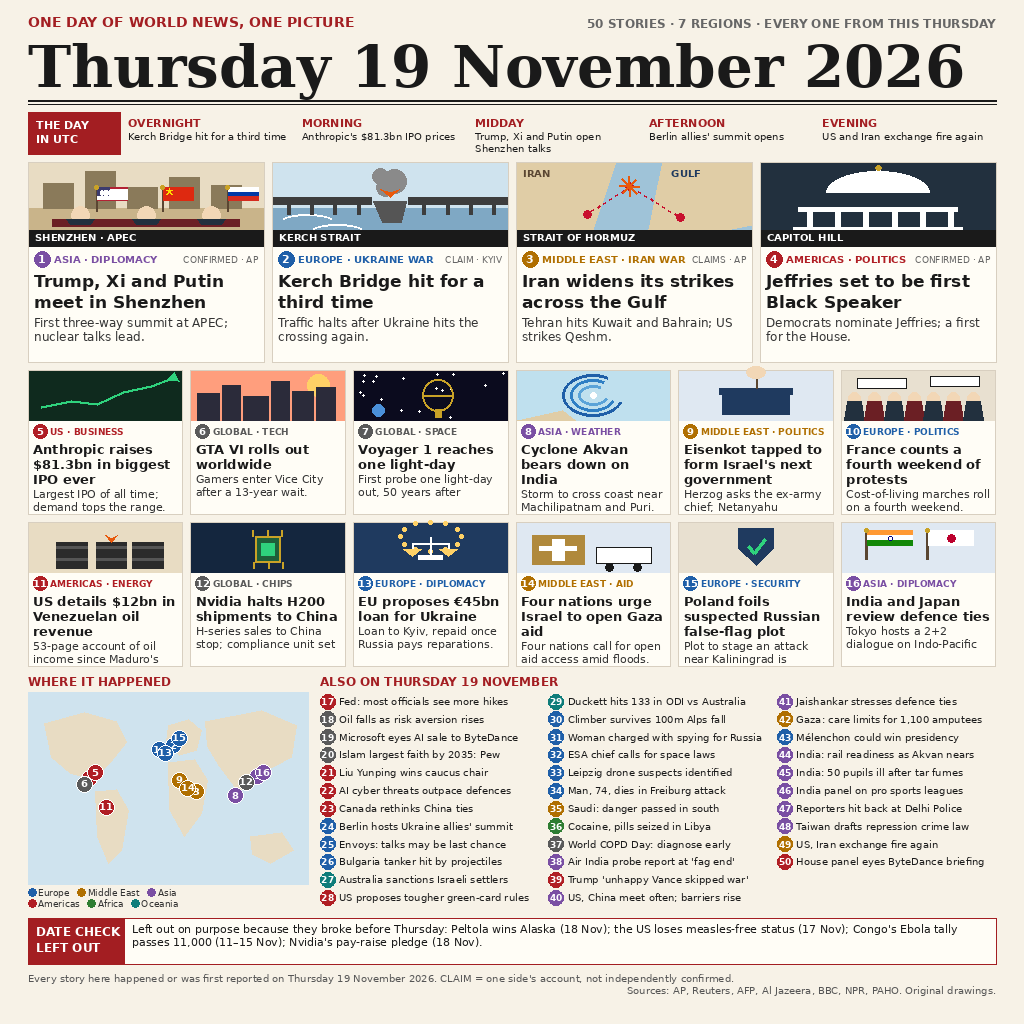 ONE DAY OF WORLD NEWS, ONE PICTURE
50 STORIES · 7 REGIONS · EVERY ONE FROM THIS THURSDAY
Thursday 19 November 2026
THE DAY
IN UTC
OVERNIGHT
Kerch Bridge hit for a third time
MORNING
Anthropic's $81.3bn IPO prices
MIDDAY
Trump, Xi and Putin open
Shenzhen talks
AFTERNOON
Berlin allies' summit opens
EVENING
US and Iran exchange fire again
SHENZHEN · APEC
1 ASIA · DIPLOMACY CONFIRMED · AP
Trump, Xi and Putin
meet in Shenzhen
First three-way summit at APEC;
nuclear talks lead.
KERCH STRAIT
2 EUROPE · UKRAINE WAR CLAIM · KYIV
Kerch Bridge hit for a
third time
Traffic halts after Ukraine hits the
crossing again.
IRAN GULF
STRAIT OF HORMUZ
3 MIDDLE EAST · IRAN WAR CLAIMS · AP
Iran widens its strikes
across the Gulf
Tehran hits Kuwait and Bahrain; US
strikes Qeshm.
CAPITOL HILL
4 AMERICAS · POLITICS CONFIRMED · AP
Jeffries set to be first
Black Speaker
Democrats nominate Jeffries; a first
for the House.
5 US · BUSINESS
Anthropic raises
$81.3bn in biggest
IPO ever
Largest IPO of all time;
demand tops the range.
6 GLOBAL · TECH
GTA VI rolls out
worldwide
Gamers enter Vice City
after a 13-year wait.
7 GLOBAL · SPACE
Voyager 1 reaches
one light-day
First probe one light-day
out, 50 years after
8 ASIA · WEATHER
Cyclone Akvan
bears down on
India
Storm to cross coast near
Machilipatnam and Puri.
9 MIDDLE EAST · POLITICS
Eisenkot tapped to
form Israel's next
government
Herzog asks the ex-army
chief; Netanyahu
10 EUROPE · POLITICS
France counts a
fourth weekend of
protests
Cost-of-living marches roll
on a fourth weekend.
11 AMERICAS · ENERGY
US details $12bn in
Venezuelan oil
revenue
53-page account of oil
income since Maduro's
12 GLOBAL · CHIPS
Nvidia halts H200
shipments to China
H-series sales to China
stop; compliance unit set
13 EUROPE · DIPLOMACY
EU proposes €45bn
loan for Ukraine
Loan to Kyiv, repaid once
Russia pays reparations.
14 MIDDLE EAST · AID
Four nations urge
Israel to open Gaza
aid
Four nations call for open
aid access amid floods.
15 EUROPE · SECURITY
Poland foils
suspected Russian
false-flag plot
Plot to stage an attack
near Kaliningrad is
16 ASIA · DIPLOMACY
India and Japan
review defence ties
Tokyo hosts a 2+2
dialogue on Indo-Pacific
WHERE IT HAPPENED
5
6
11
13
15
9
14
8
12
16
Europe Middle East Asia
Americas Africa Oceania
ALSO ON THURSDAY 19 NOVEMBER
17 Fed: most officials see more hikes
18 Oil falls as risk aversion rises
19 Microsoft eyes AI sale to ByteDance
20 Islam largest faith by 2035: Pew
21 Liu Yunping wins caucus chair
22 AI cyber threats outpace defences
23 Canada rethinks China ties
24 Berlin hosts Ukraine allies' summit
25 Envoys: talks may be last chance
26 Bulgaria tanker hit by projectiles
27 Australia sanctions Israeli settlers
28 US proposes tougher green-card rules
29 Duckett hits 133 in ODI vs Australia
30 Climber survives 100m Alps fall
31 Woman charged with spying for Russia
32 ESA chief calls for space laws
33 Leipzig drone suspects identified
34 Man, 74, dies in Freiburg attack
35 Saudi: danger passed in south
36 Cocaine, pills seized in Libya
37 World COPD Day: diagnose early
38 Air India probe report at 'fag end'
39 Trump 'unhappy Vance skipped war'
40 US, China meet often; barriers rise
41 Jaishankar stresses defence ties
42 Gaza: care limits for 1,100 amputees
43 Mélenchon could win presidency
44 India: rail readiness as Akvan nears
45 India: 50 pupils ill after tar fumes
46 India panel on pro sports leagues
47 Reporters hit back at Delhi Police
48 Taiwan drafts repression crime law
49 US, Iran exchange fire again
50 House panel eyes ByteDance briefing
DATE CHECK
LEFT OUT
Left out on purpose because they broke before Thursday: Peltola wins Alaska (18 Nov); the US loses measles-free status (17 Nov); Congo's Ebola tally
passes 11,000 (11–15 Nov); Nvidia's pay-raise pledge (18 Nov).
Every story here happened or was first reported on Thursday 19 November 2026. CLAIM = one side's account, not independently confirmed.
Sources: AP, Reuters, AFP, Al Jazeera, BBC, NPR, PAHO. Original drawings.